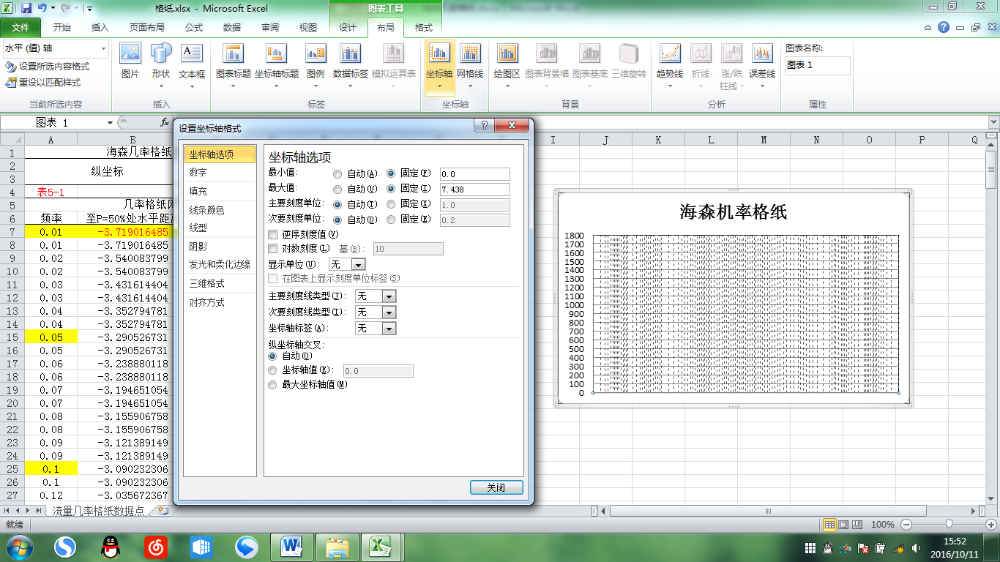 格纸.xlsx - Microsoft Excel
图表工具
文件 开始 插入 页面布局 公式 数据 审阅 视图 设计 布局 格式
水平 (值) 轴
设置所选内容格式
重设以匹配样式
当前所选内容
图片 形状 文本框
插入
图表标题 坐标轴标题 图例 数据标签 模拟运算表
标签
坐标轴 网格线
坐标轴
绘图区 图表背景墙 图表基底 三维旋转
背景
趋势线 折线 涨/跌柱线 误差线
分析
图表名称:
图表 1
属性
图表 1 fx
A B I J K L M N O P Q
1 海森几率格纸
2 纵坐标
3
4 表5-1
5 几率格纸网
6 频率 至P=50%处水平距离
7 0.01 -3.719016485
8 0.01 -3.719016485
9 0.02 -3.540083799
10 0.02 -3.540083799
11 0.03 -3.431614404
12 0.03 -3.431614404
13 0.04 -3.352794781
14 0.04 -3.352794781
15 0.05 -3.290526731
16 0.05 -3.290526731
17 0.06 -3.238880118
18 0.06 -3.238880118
19 0.07 -3.194651054
20 0.07 -3.194651054
21 0.08 -3.155906758
22 0.08 -3.155906758
23 0.09 -3.121389149
24 0.09 -3.121389149
25 0.1 -3.090232306
26 0.1 -3.090232306
27 0.12 -3.035672367
设置坐标轴格式
坐标轴选项
数字
填充
线条颜色
线型
阴影
发光和柔化边缘
三维格式
对齐方式
坐标轴选项
最小值: 自动(A) 固定(F) 0.0
最大值: 自动(U) 固定(I) 7.438
主要刻度单位: 自动(T) 固定(X) 1.0
次要刻度单位: 自动(O) 固定(E) 0.2
逆序刻度值(V)
对数刻度(L) 基(B): 10
显示单位(U): 无
在图表上显示刻度单位标签(S)
主要刻度线类型(J): 无
次要刻度线类型(I): 无
坐标轴标签(A): 无
纵坐标轴交叉:
自动(O)
坐标轴值(E): 0.0
最大坐标轴值(M)
关闭
海森机率格纸
1800
1700
1600
1500
1400
1300
1200
1100
1000
900
800
700
600
500
400
300
200
100
0
流量几率格纸数据点
就绪
100%
15:52
2016/10/11